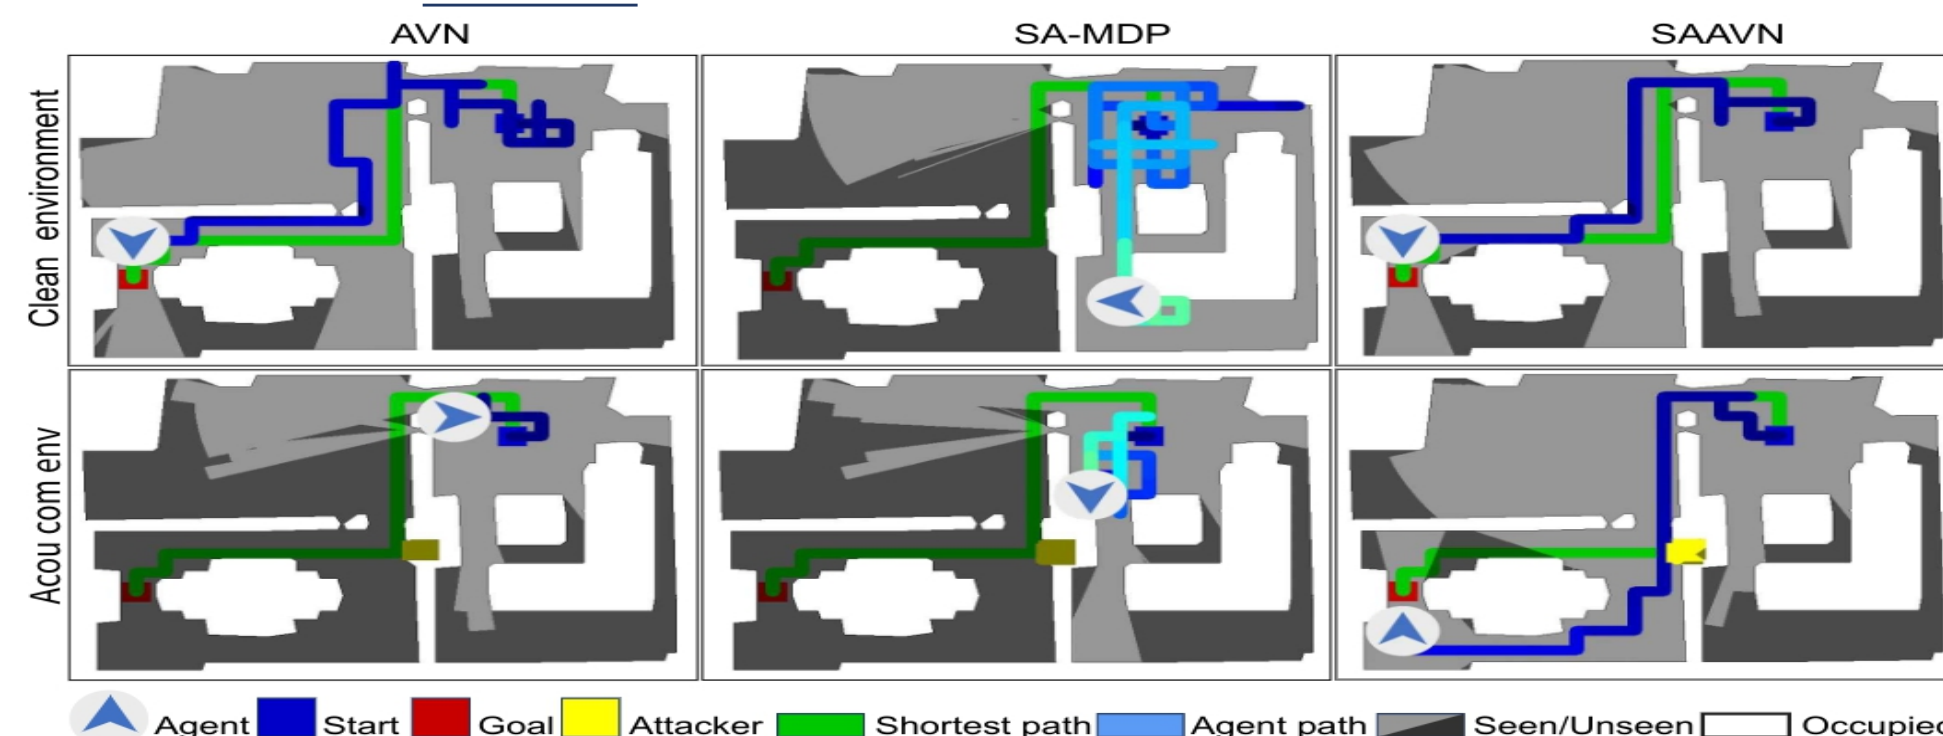 AVN SA-MDP SAAVN
Clean environment
Acou com env
Agent Start Goal Attacker Shortest path Agent path Seen/Unseen Occupied